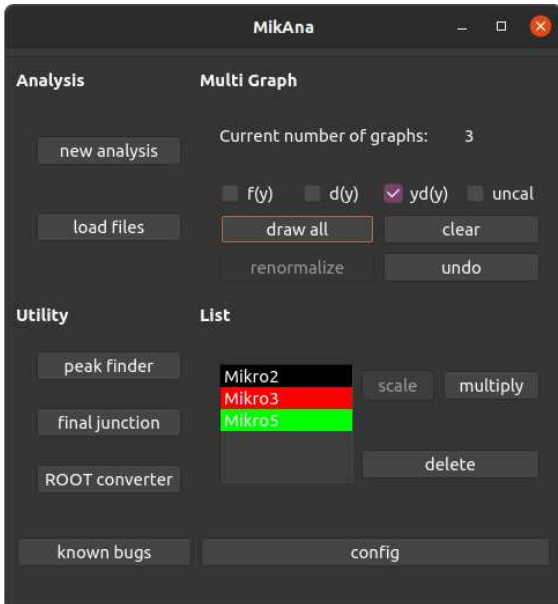 MikAna
Analysis
Multi Graph
new analysis
Current number of graphs: 3
f(y) d(y) yd(y) uncal
load files
draw all
clear
renormalize
undo
Utility
List
peak finder
Mikro2
Mikro3
Mikro5
scale
multiply
final junction
delete
ROOT converter
known bugs
config